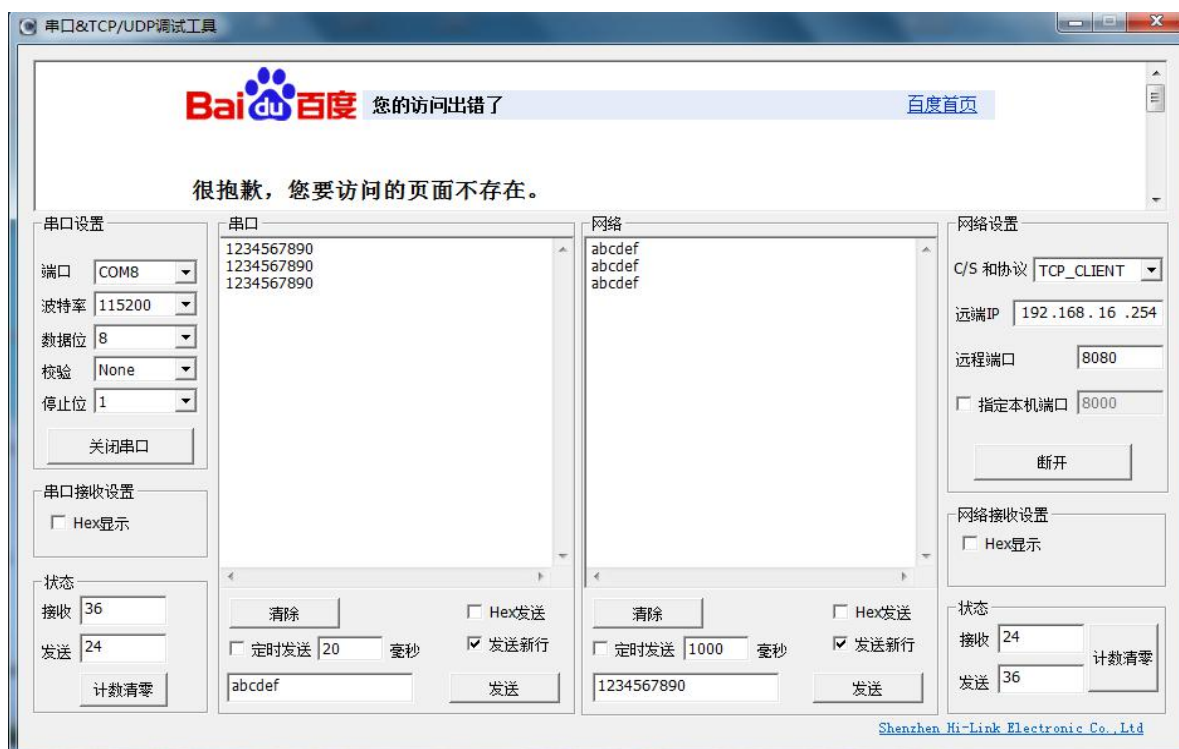 串口&TCP/UDP调试工具
Bai du 百度 您的访问出错了 百度首页
很抱歉，您要访问的页面不存在。
串口设置
端口 COM8
波特率 115200
数据位 8
校验 None
停止位 1
关闭串口
串口接收设置
Hex显示
状态
接收 36
发送 24
计数清零
串口
1234567890
1234567890
1234567890
清除 Hex发送
定时发送 20 毫秒 发送新行
abcdef 发送
网络
abcdef
abcdef
abcdef
清除 Hex发送
定时发送 1000 毫秒 发送新行
1234567890 发送
网络设置
C/S 和协议 TCP_CLIENT
远端IP 192.168.16.254
远程端口 8080
指定本机端口 8000
断开
网络接收设置
Hex显示
状态
接收 24
发送 36
计数清零
Shenzhen Hi-Link Electronic Co.,Ltd